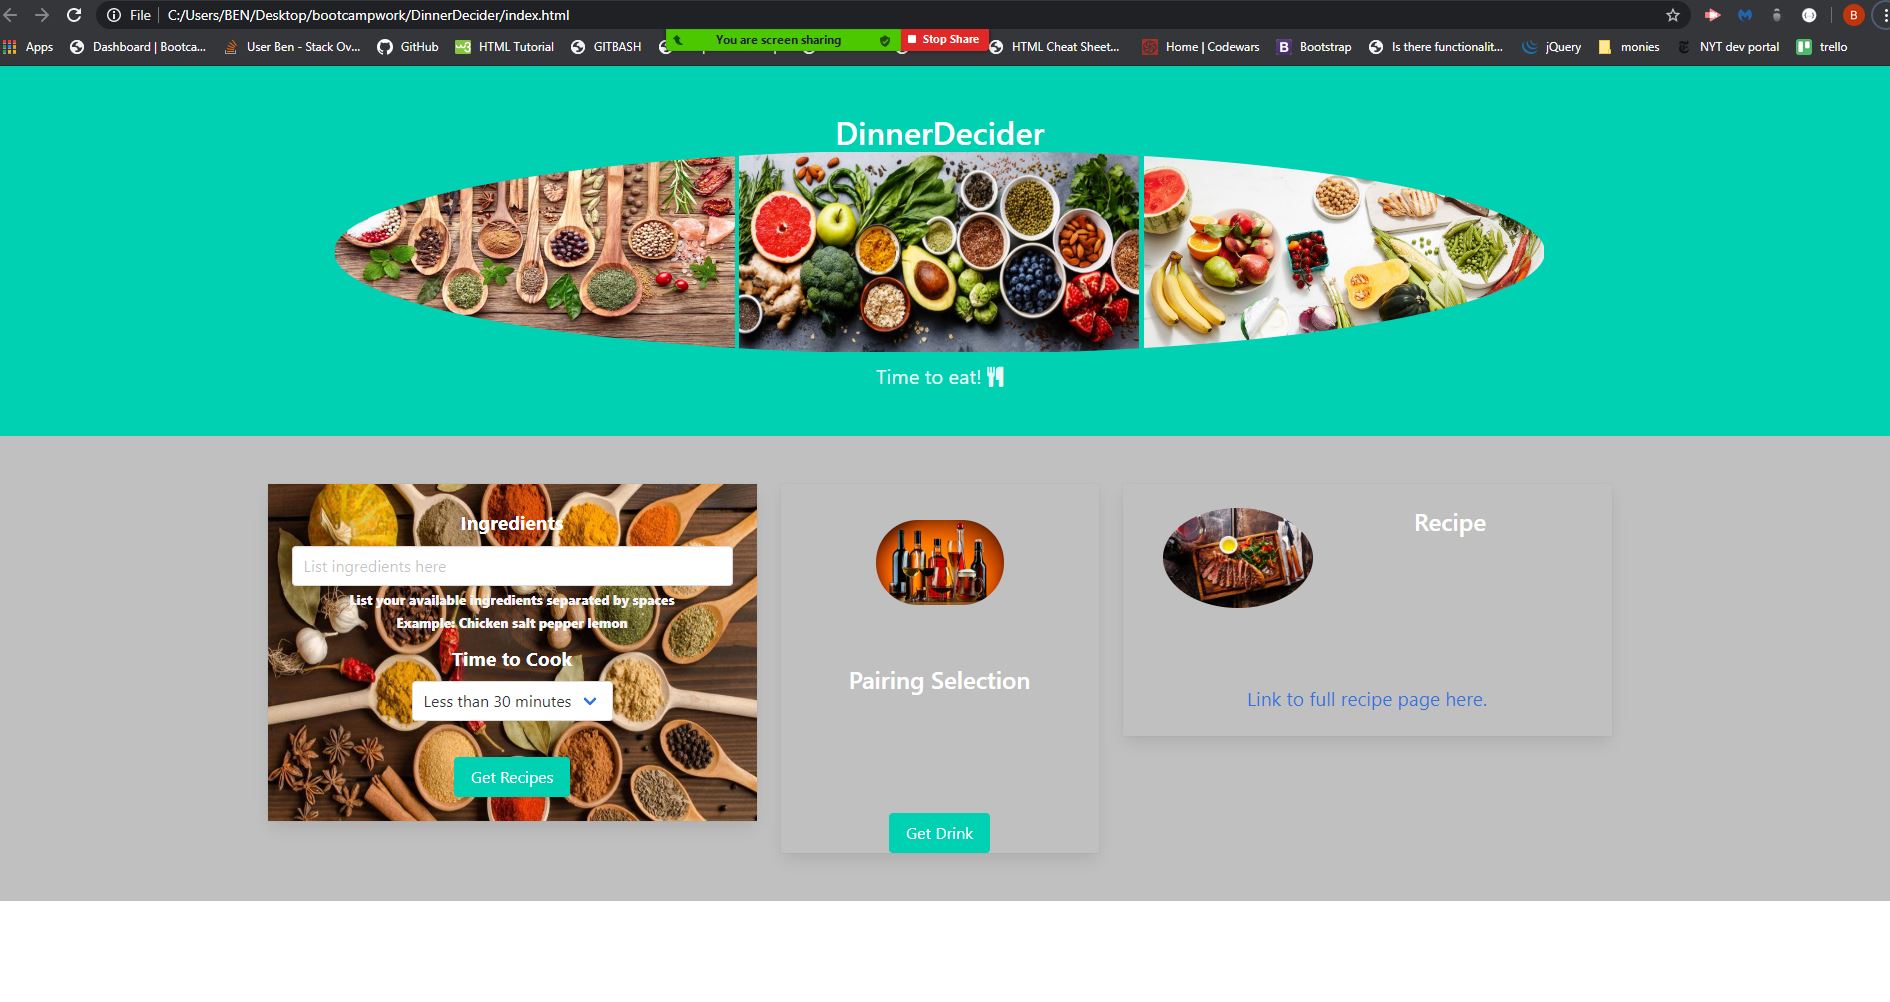 File C:/Users/BEN/Desktop/bootcampwork/DinnerDecider/index.html
B
Apps Dashboard | Bootca... User Ben - Stack Ov... GitHub HTML Tutorial GITBASH HTML Cheat Sheet... Home | Codewars Bootstrap Is there functionalit... jQuery monies NYT dev portal trello
You are screen sharing Stop Share
DinnerDecider
Time to eat!
Ingredients
List ingredients here
List your available ingredients separated by spaces
Example: Chicken salt pepper lemon
Time to Cook
Less than 30 minutes
Get Recipes
Pairing Selection
Get Drink
Recipe
Link to full recipe page here.